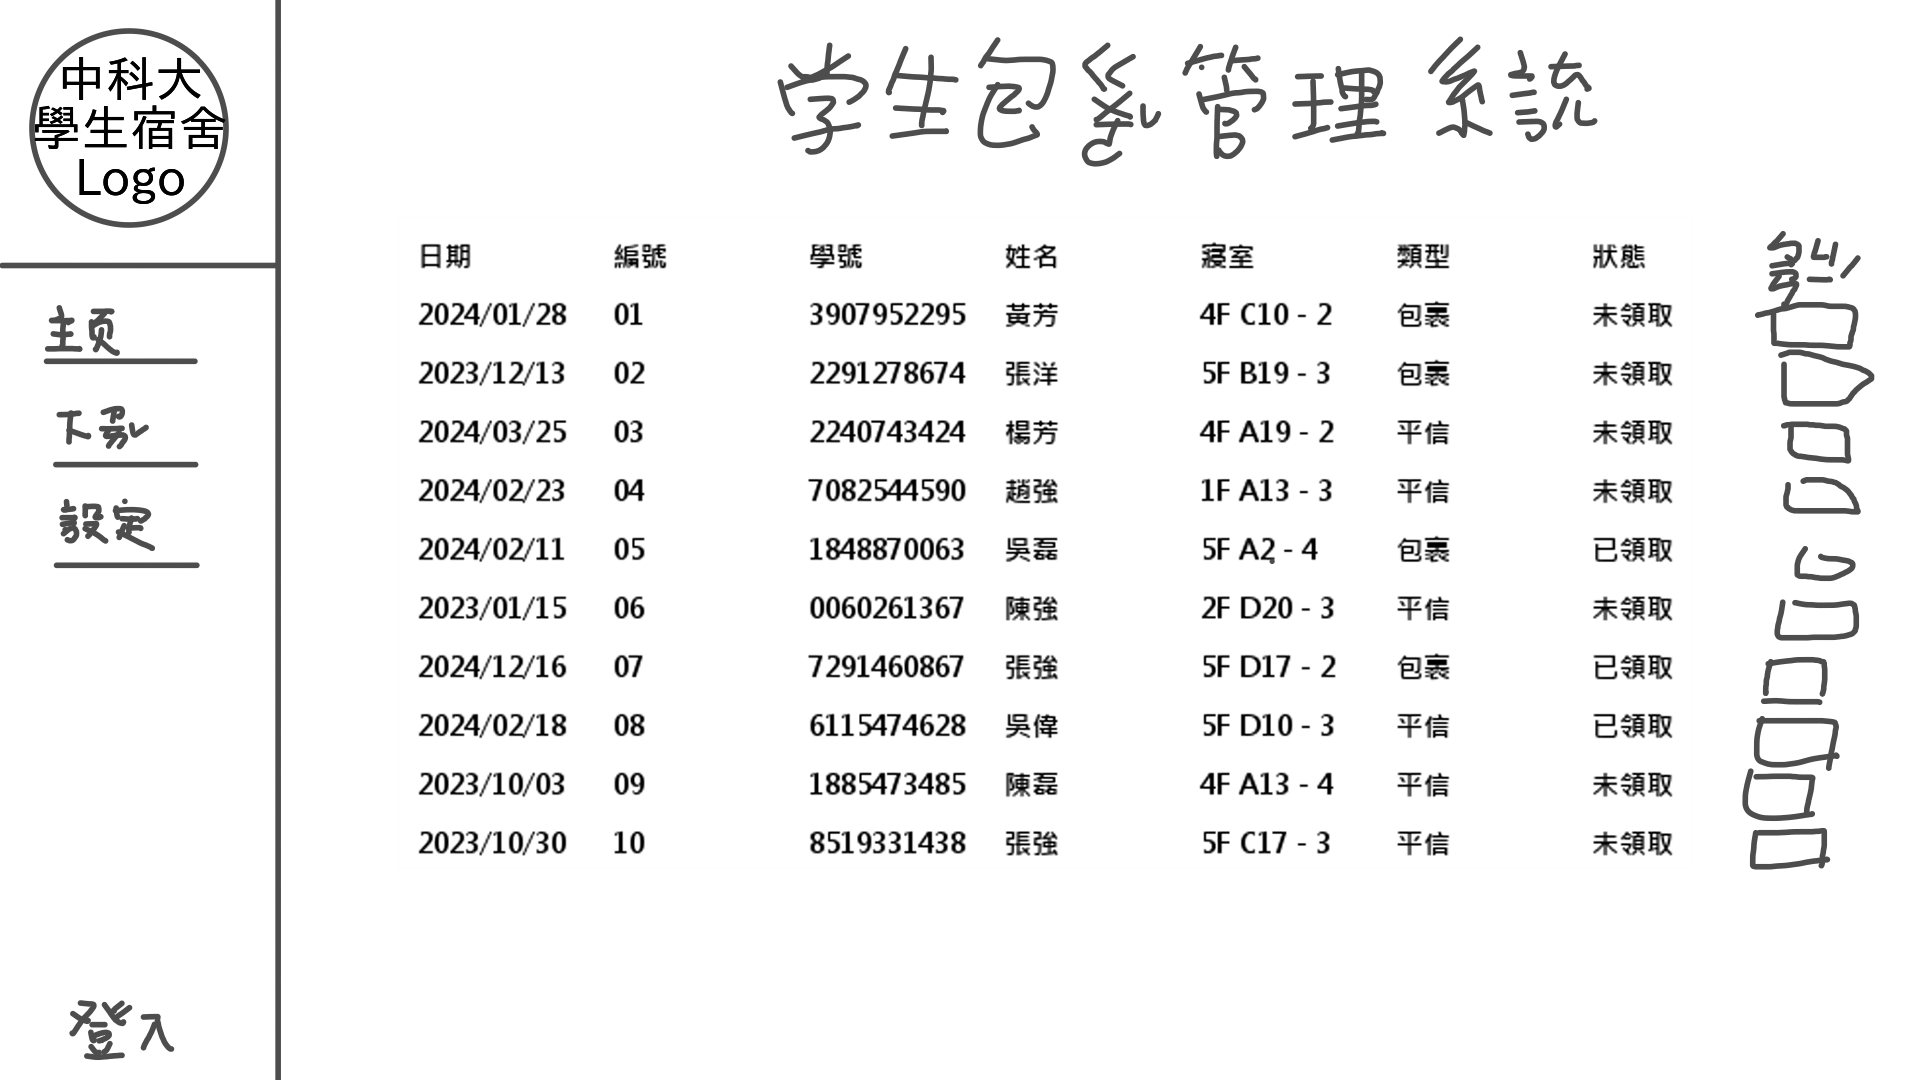 中科大
學生宿舍
Logo
学生包裹管理系統
主页
設定
登入
日期 編號 學號 姓名 寢室 類型 狀態
2024/01/28 01 3907952295 黃芳 4F C10 - 2 包裹 未領取
2023/12/13 02 2291278674 張洋 5F B19 - 3 包裹 未領取
2024/03/25 03 2240743424 楊芳 4F A19 - 2 平信 未領取
2024/02/23 04 7082544590 趙強 1F A13 - 3 平信 未領取
2024/02/11 05 1848870063 吳磊 5F A2 - 4 包裹 已領取
2023/01/15 06 0060261367 陳強 2F D20 - 3 平信 未領取
2024/12/16 07 7291460867 張強 5F D17 - 2 包裹 已領取
2024/02/18 08 6115474628 吳偉 5F D10 - 3 平信 已領取
2023/10/03 09 1885473485 陳磊 4F A13 - 4 平信 未領取
2023/10/30 10 8519331438 張強 5F C17 - 3 平信 未領取